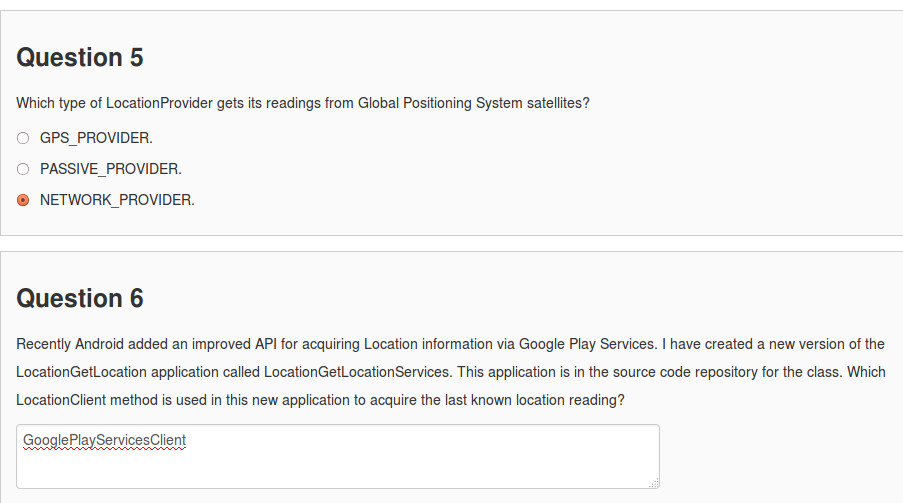 Question 5
Which type of LocationProvider gets its readings from Global Positioning System satellites?
GPS_PROVIDER.
PASSIVE_PROVIDER.
NETWORK_PROVIDER.
Question 6
Recently Android added an improved API for acquiring Location information via Google Play Services. I have created a new version of the
LocationGetLocation application called LocationGetLocationServices. This application is in the source code repository for the class. Which
LocationClient method is used in this new application to acquire the last known location reading?
GooglePlayServicesClient